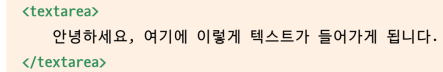 <textarea>
안녕하세요, 여기에 이렇게 텍스트가 들어가게 됩니다.
</textarea>